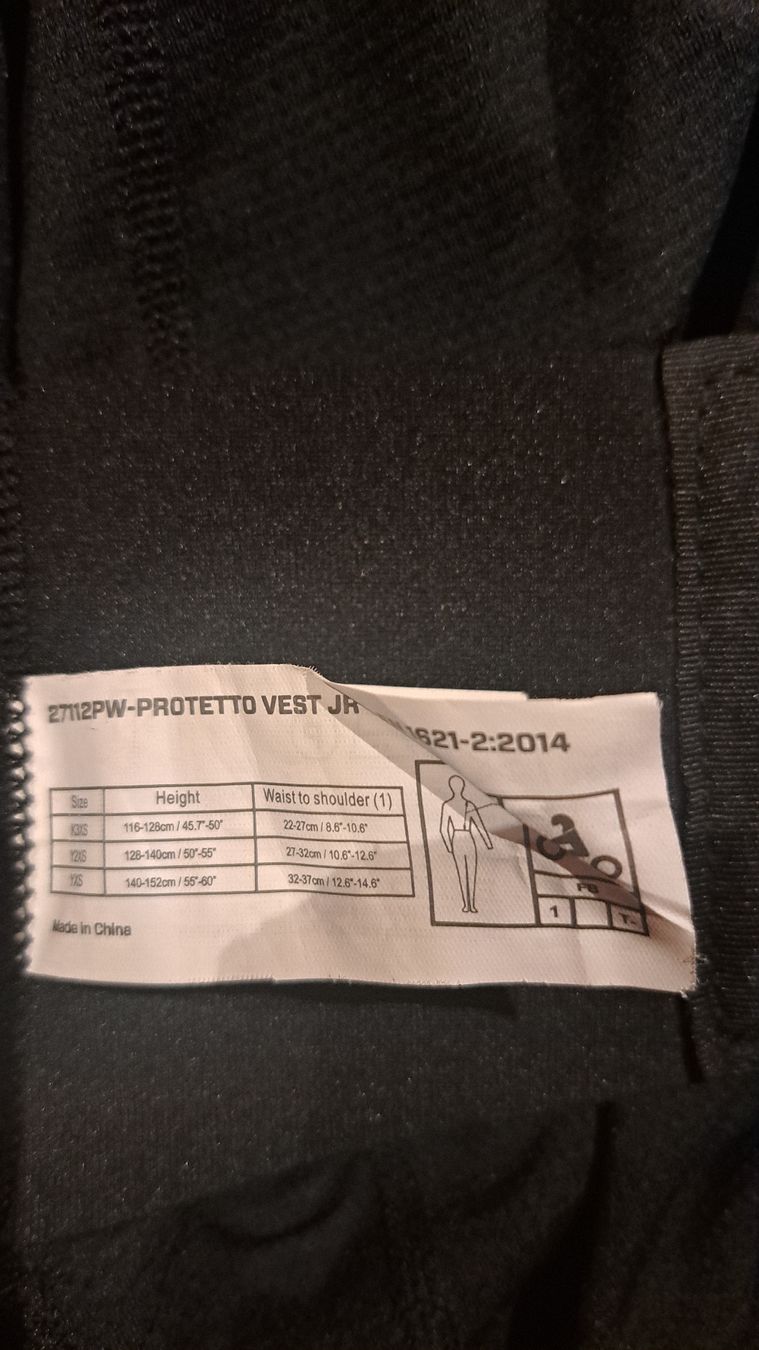 27112PW-PROTETTO VEST JR
1621-2:2014
Size Height Waist to shoulder (1)
K3XS 116-128cm / 45.7"-50" 22-27cm / 8.6"-10.6"
Y2XS 128-140cm / 50"-55" 27-32cm / 10.6"-12.6"
YXS 140-152cm / 55"-60" 32-37cm / 12.6"-14.6"
1 T-
Made in China